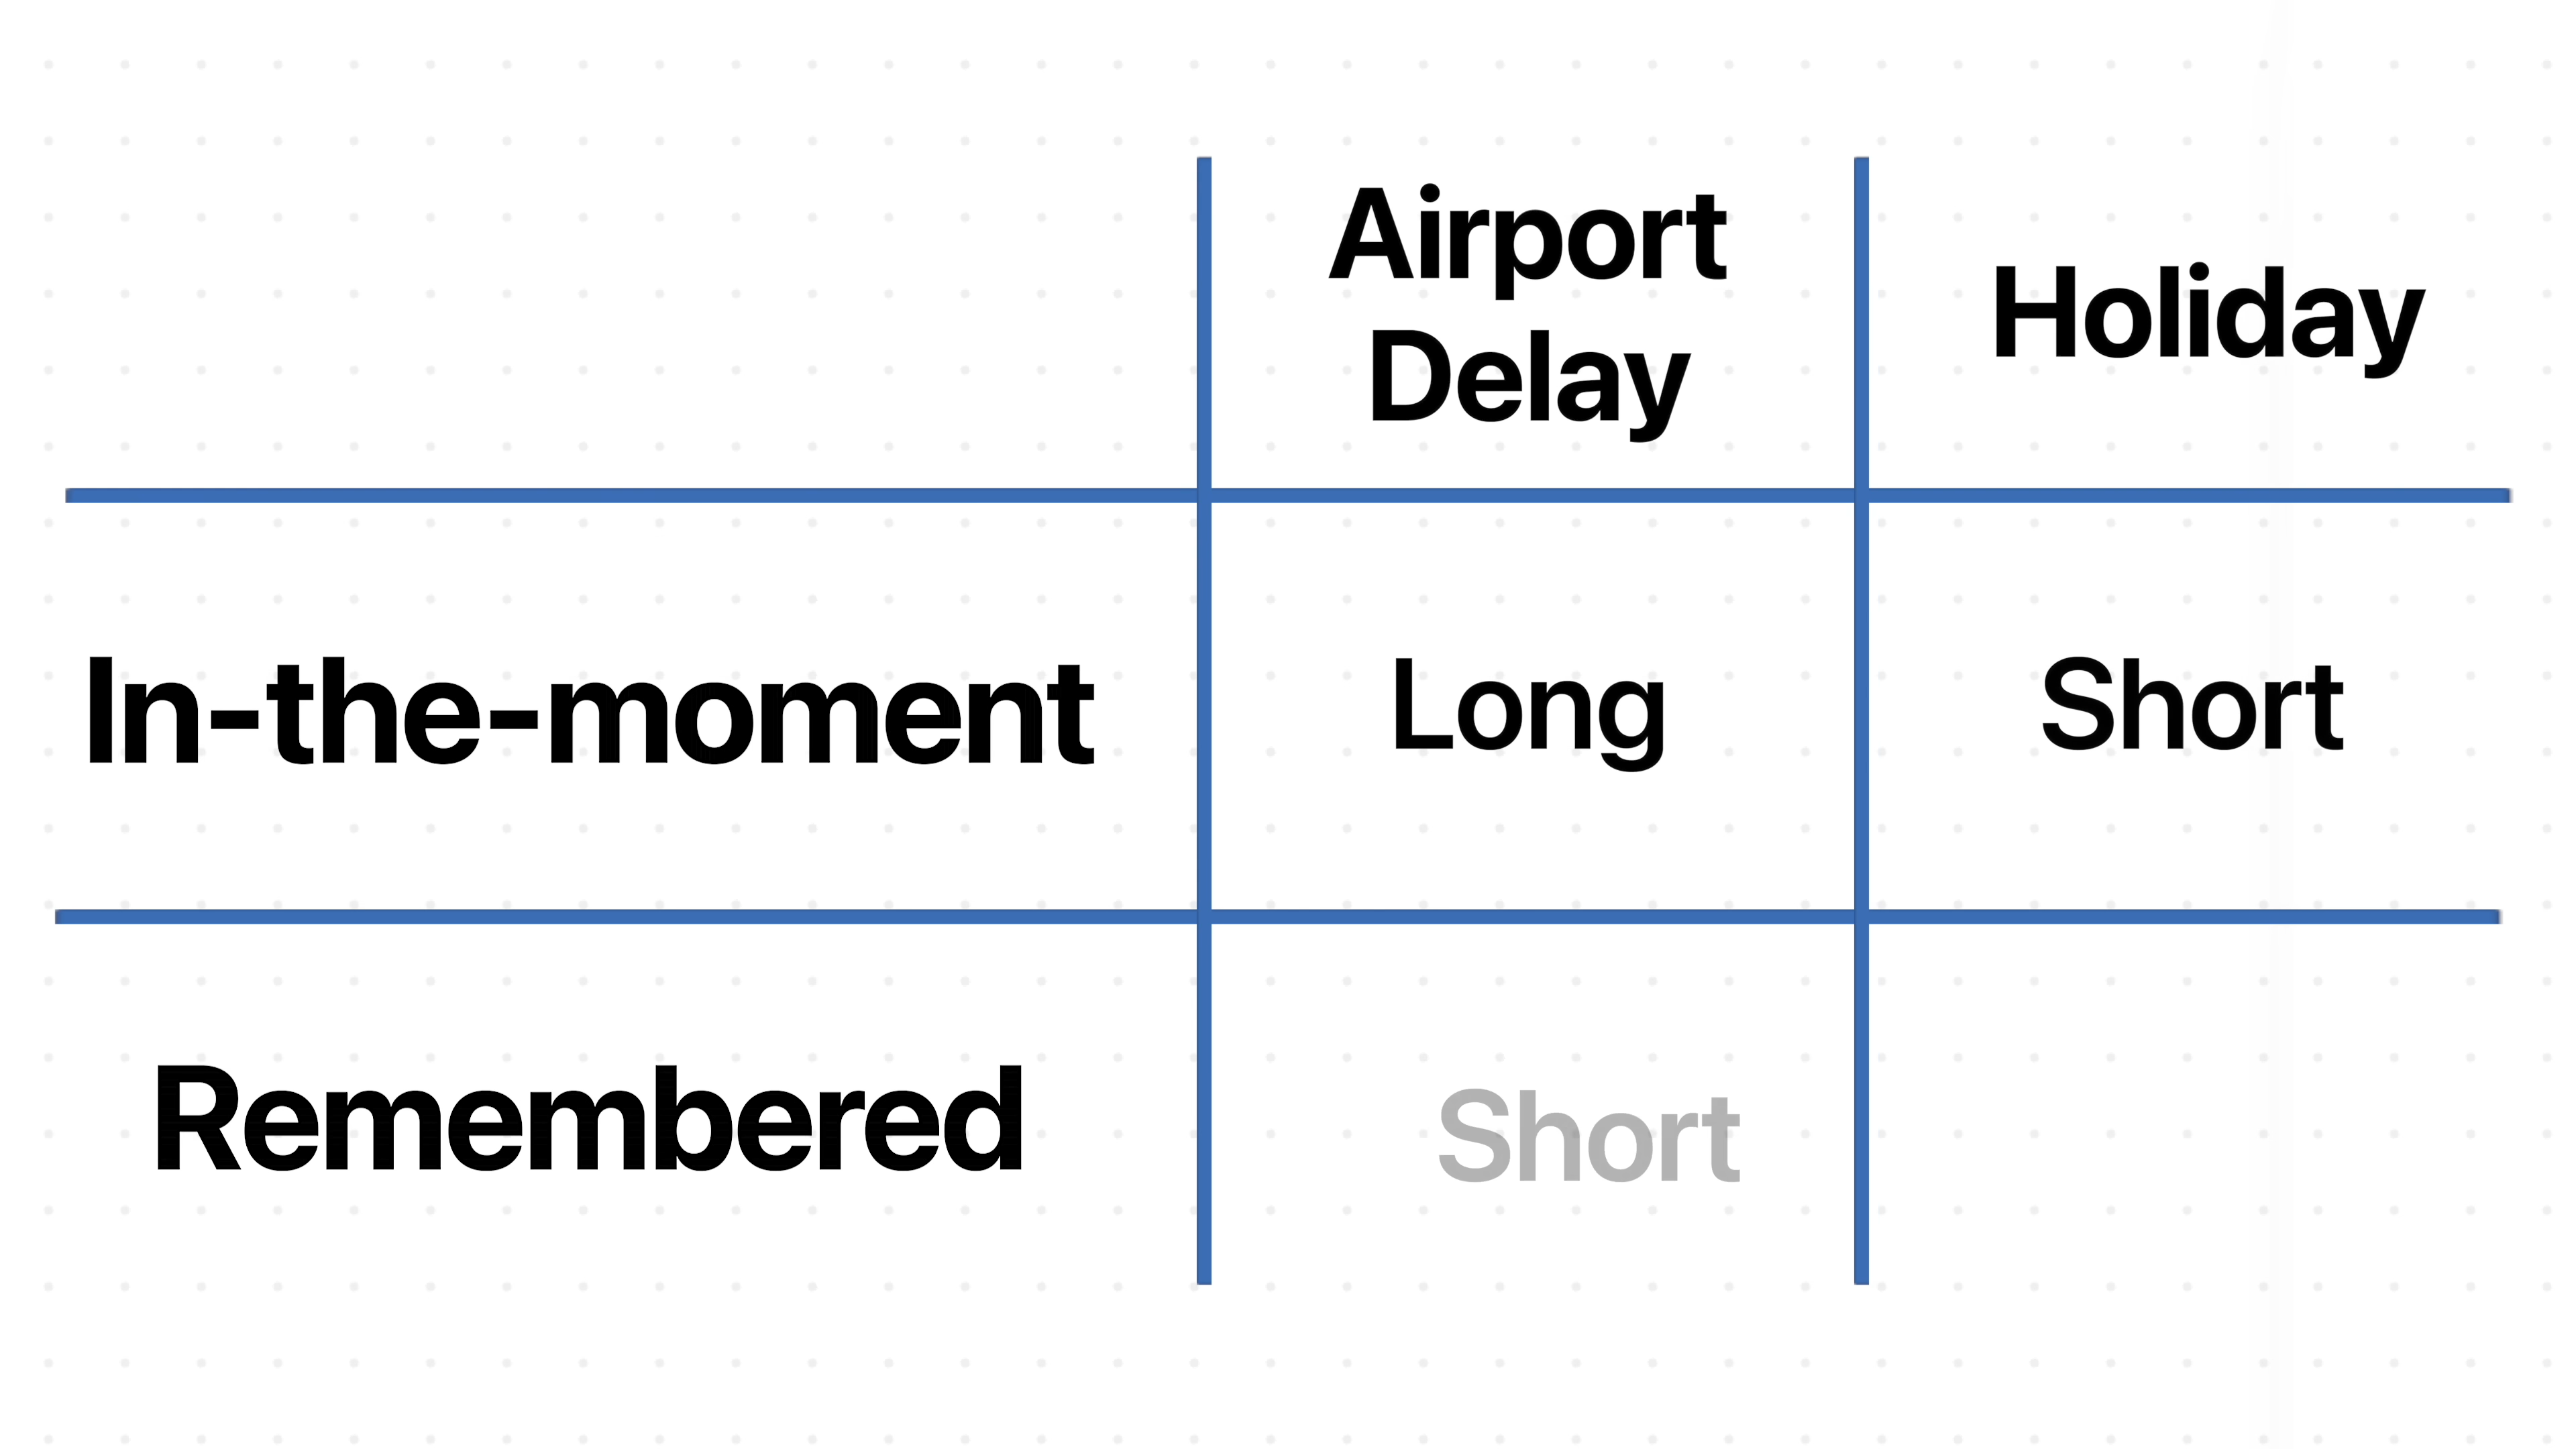 Airport
Delay
Holiday
In-the-moment
Long
Short
Remembered
Short